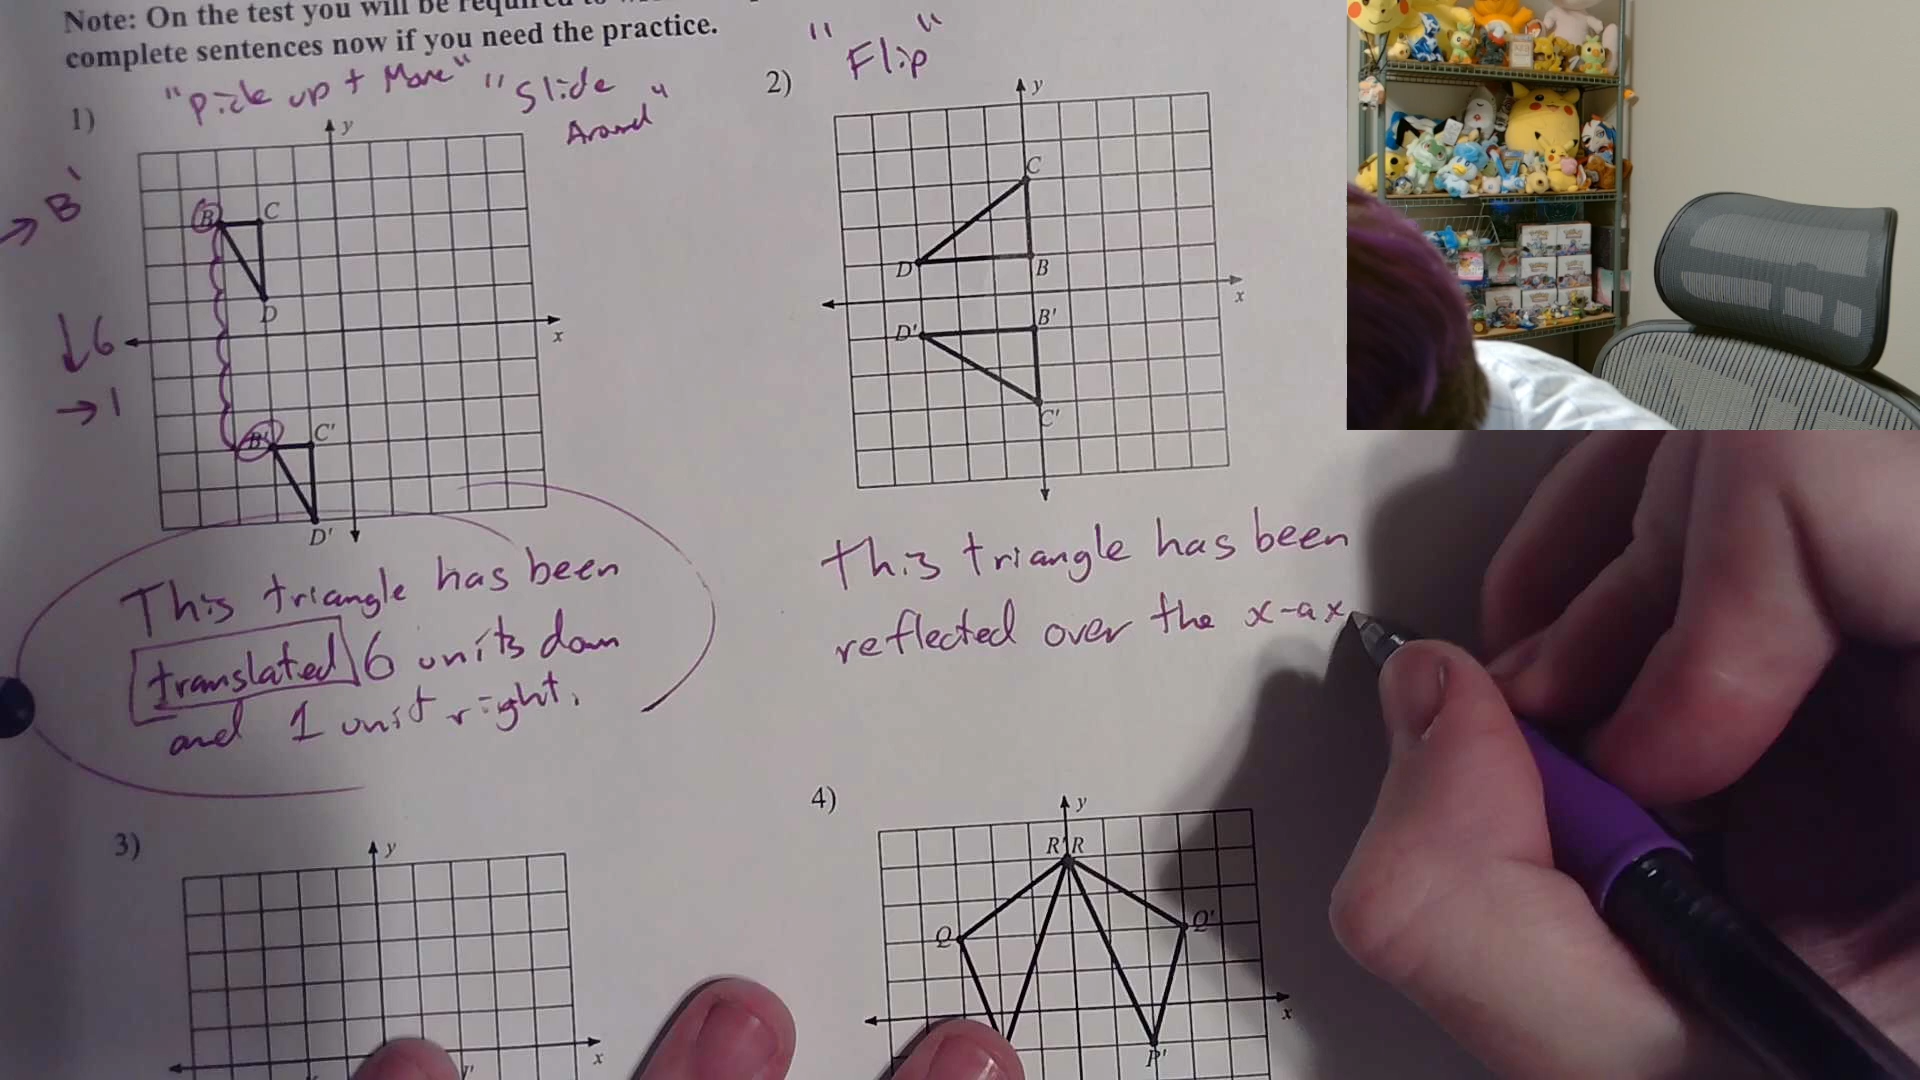 Note: On the test you will be required to
complete sentences now if you need the practice.
"Pick up + Move" "Slide
Around"
1)
y
→ B'
B C
D
x
↓6
→1
B' C'
D'
This triangle has been
translated 6 units down
and 1 unit right.
2)
"Flip"
y
C
D B
x
D' B'
C'
This triangle has been
reflected over the x-ax
3)
y
x
4)
y
R' R
Q Q'
x
P'